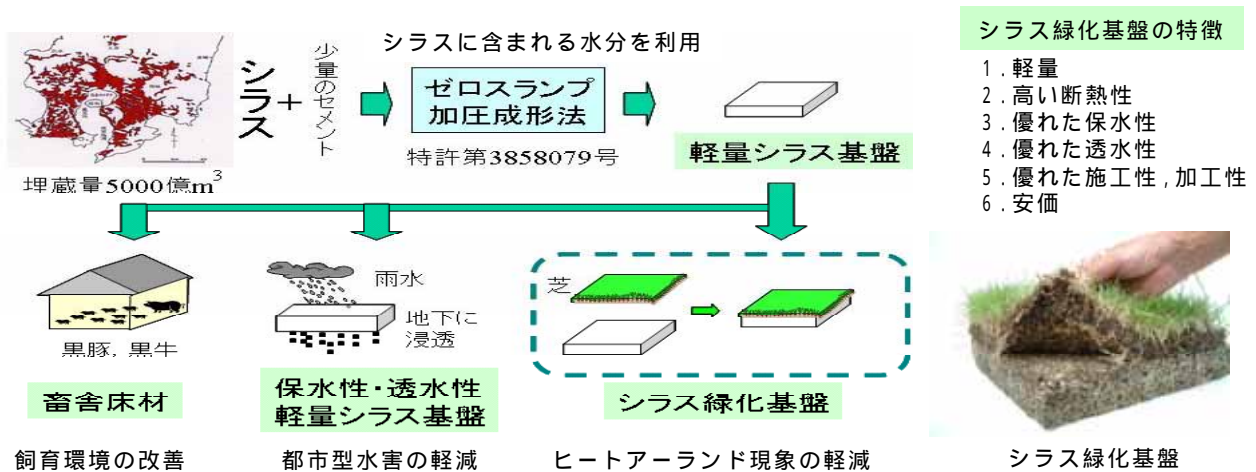 シラスに含まれる水分を利用
シラス
+
少量のセメント
ゼロスランプ
加圧成形法
特許第3858079号
軽量シラス基盤
埋蔵量5000億m³
シラス緑化基盤の特徴
1.軽量
2.高い断熱性
3.優れた保水性
4.優れた透水性
5.優れた施工性,加工性
6.安価
黒豚,黒牛
畜舎床材
飼育環境の改善
雨水
地下に
浸透
保水性・透水性
軽量シラス基盤
都市型水害の軽減
芝
シラス緑化基盤
ヒートアーランド現象の軽減
シラス緑化基盤